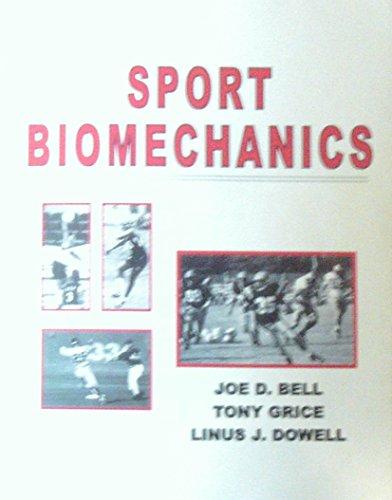 SPORT
BIOMECHANICS
JOE D. BELL
TONY GRICE
LINUS J. DOWELL